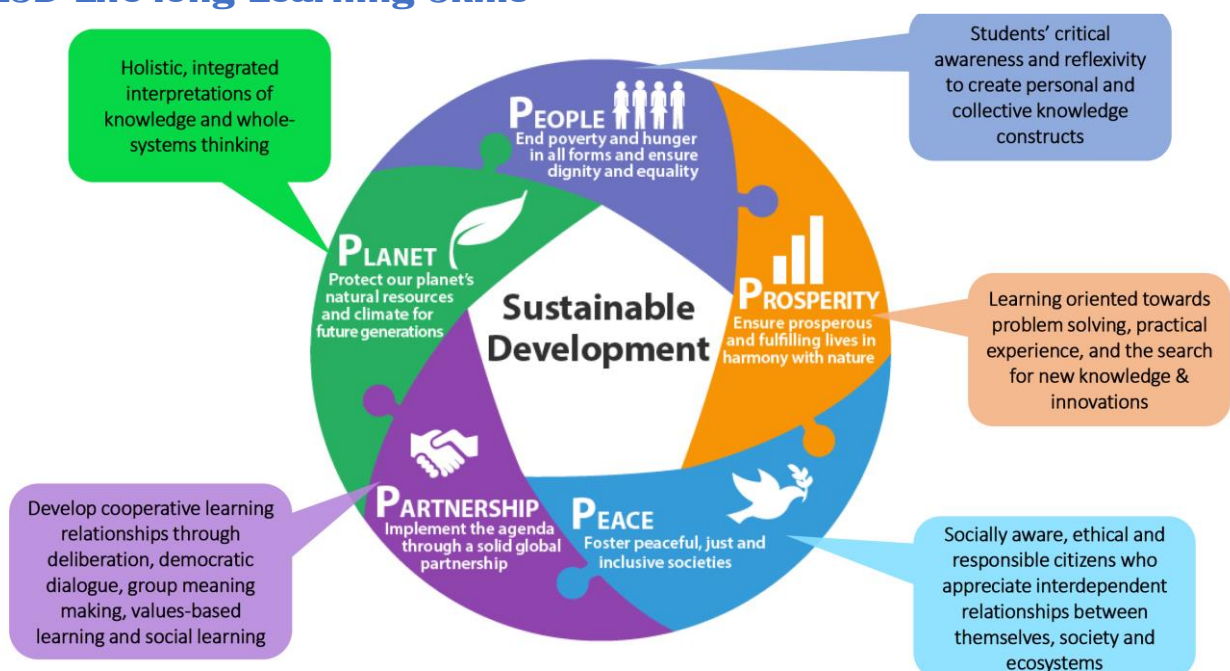 ESD Life-long Learning Skills
Holistic, integrated
interpretations of
knowledge and whole-
systems thinking
Students’ critical
awareness and reflexivity
to create personal and
collective knowledge
constructs
PEOPLE
End poverty and hunger
in all forms and ensure
dignity and equality
PLANET
Protect our planet’s
natural resources
and climate for
future generations
Sustainable
Development
PROSPERITY
Ensure prosperous
and fulfilling lives in
harmony with nature
Learning oriented towards
problem solving, practical
experience, and the search
for new knowledge &
innovations
PARTNERSHIP
Implement the agenda
through a solid global
partnership
PEACE
Foster peaceful, just and
inclusive societies
Develop cooperative learning
relationships through
deliberation, democratic
dialogue, group meaning
making, values-based
learning and social learning
Socially aware, ethical and
responsible citizens who
appreciate interdependent
relationships between
themselves, society and
ecosystems